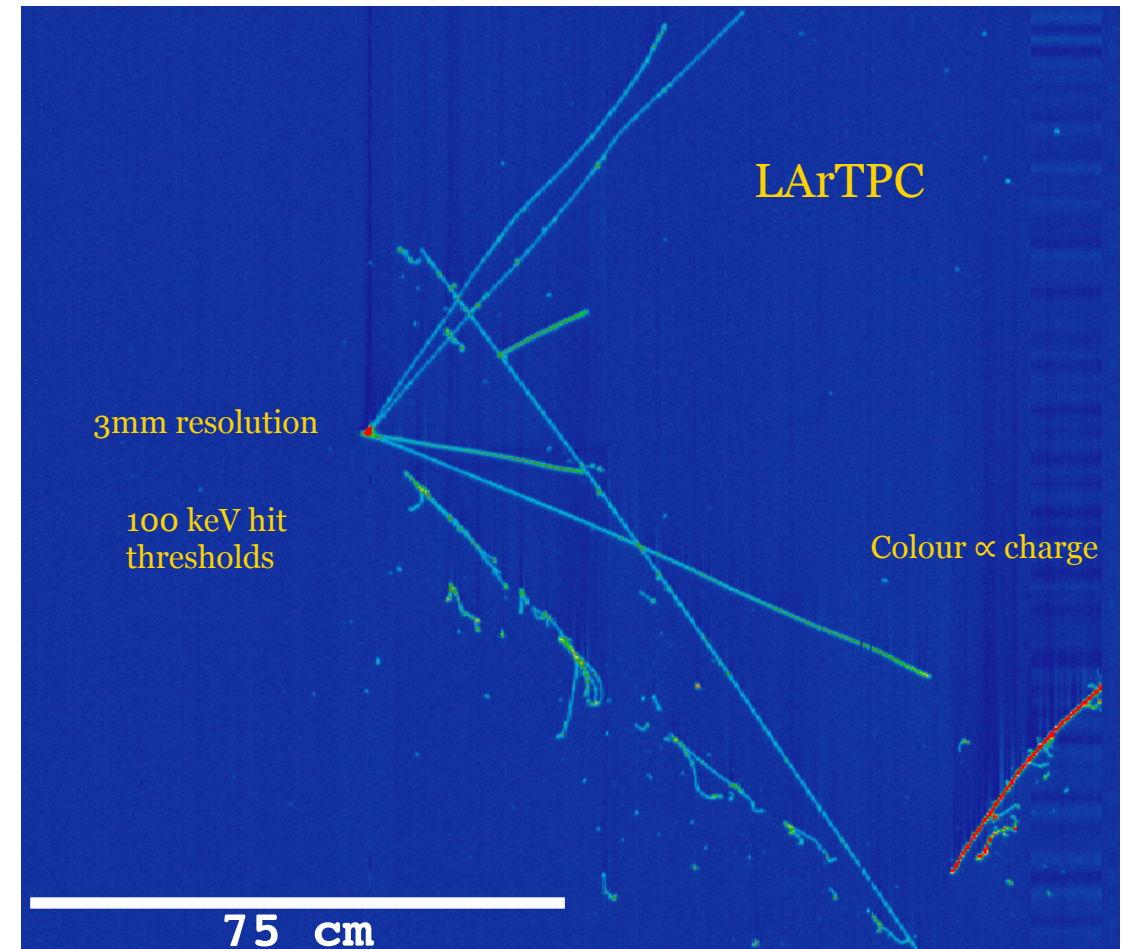 LArTPC
3mm resolution
100 keV hit
thresholds
Colour ∝ charge
75 cm